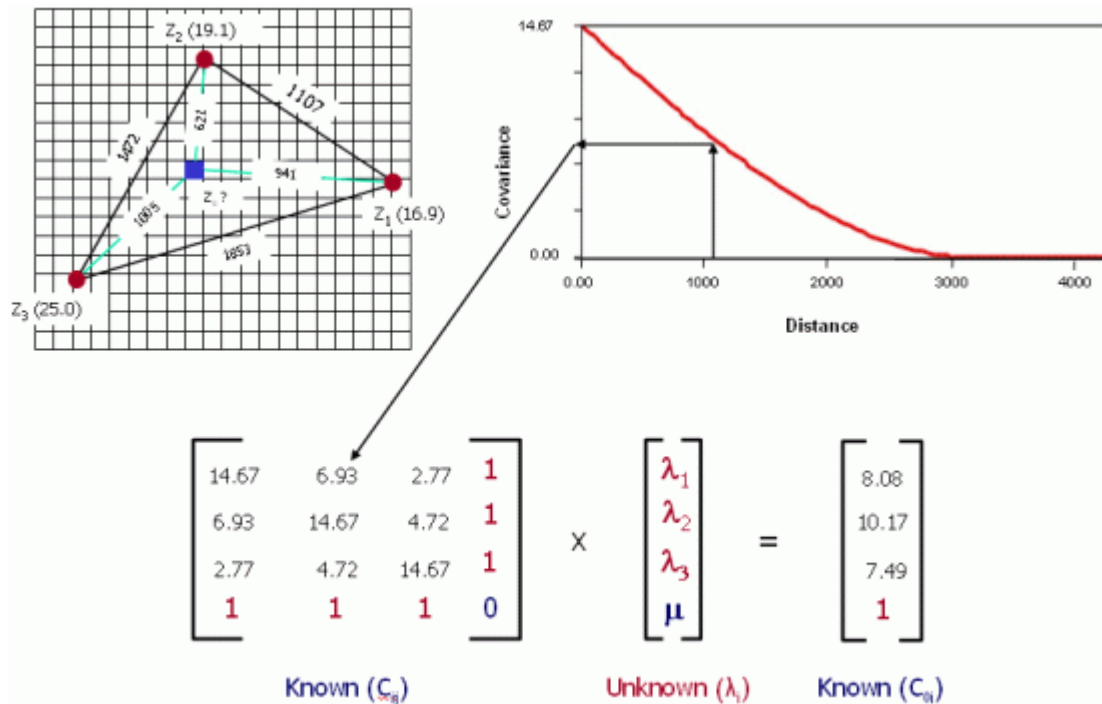 Z2 (19.1)
1107
621
1472
941
Z1 (16.9)
1005
1853
Z3 (25.0)
14.67
Covariance
0.00
0.00 1000 2000 3000 4000
Distance
14.67 6.93 2.77 1
6.93 14.67 4.72 1
2.77 4.72 14.67 1
1 1 1 0
x
λ1
λ2
λ3
μ
=
8.08
10.17
7.49
1
Known (Cij)
Unknown (λi)
Known (C0i)